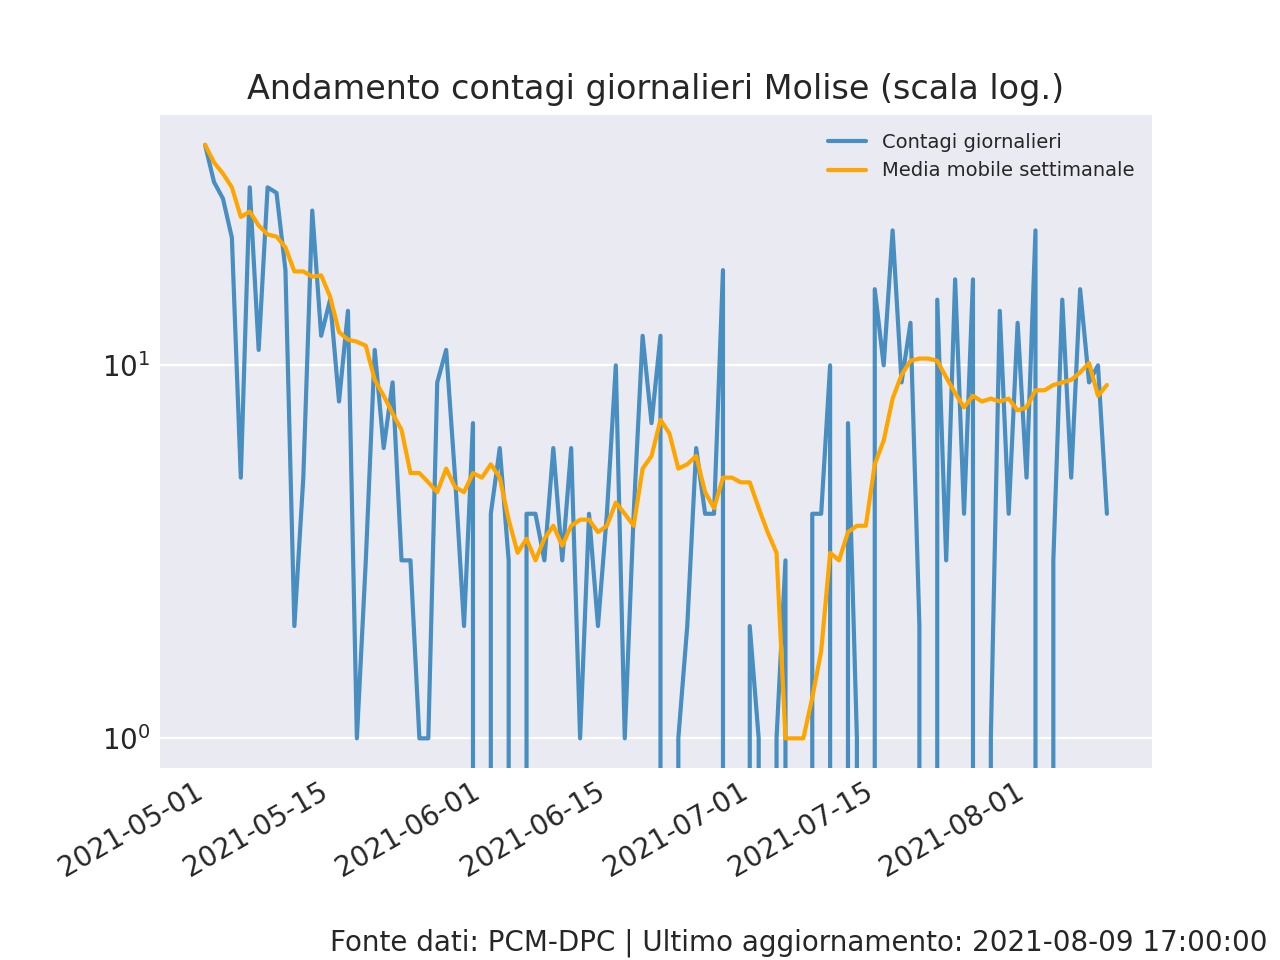 Andamento contagi giornalieri Molise (scala log.)
Contagi giornalieri
Media mobile settimanale
10¹
10⁰
2021-05-01
2021-05-15
2021-06-01
2021-06-15
2021-07-01
2021-07-15
2021-08-01
Fonte dati: PCM-DPC | Ultimo aggiornamento: 2021-08-09 17:00:00